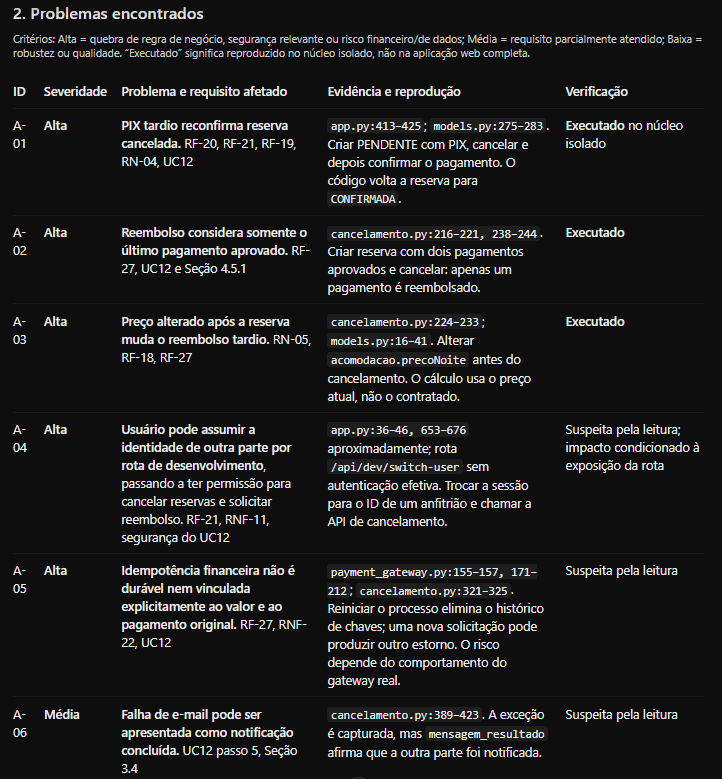 2. Problemas encontrados
Critérios: Alta = quebra de regra de negócio, segurança relevante ou risco financeiro/de dados; Média = requisito parcialmente atendido; Baixa =
robustez ou qualidade. “Executado” significa reproduzido no núcleo isolado, não na aplicação web completa.
ID Severidade Problema e requisito afetado Evidência e reprodução Verificação
A-
01
Alta
PIX tardio reconfirma reserva
cancelada. RF-20, RF-21, RF-19,
RN-04, UC12
app.py:413–425; models.py:275–283.
Criar PENDENTE com PIX, cancelar e
depois confirmar o pagamento. O
código volta a reserva para
CONFIRMADA.
Executado no núcleo
isolado
A-
02
Alta
Reembolso considera somente o
último pagamento aprovado. RF-
27, UC12 e Seção 4.5.1
cancelamento.py:216–221, 238–244.
Criar reserva com dois pagamentos
aprovados e cancelar: apenas um
pagamento é reembolsado.
Executado
A-
03
Alta
Preço alterado após a reserva
muda o reembolso tardio. RN-05,
RF-18, RF-27
cancelamento.py:224–233;
models.py:16–41. Alterar
acomodacao.precoNoite antes do
cancelamento. O cálculo usa o preço
atual, não o contratado.
Executado
A-
04
Alta
Usuário pode assumir a
identidade de outra parte por
rota de desenvolvimento,
passando a ter permissão para
cancelar reservas e solicitar
reembolso. RF-21, RNF-11,
segurança do UC12
app.py:36–46, 653–676
aproximadamente; rota
/api/dev/switch-user sem
autenticação efetiva. Trocar a sessão
para o ID de um anfitrião e chamar a
API de cancelamento.
Suspeita pela leitura;
impacto condicionado à
exposição da rota
A-
05
Alta
Idempotência financeira não é
durável nem vinculada
explicitamente ao valor e ao
pagamento original. RF-27, RNF-
22, UC12
payment_gateway.py:155–157, 171–
212; cancelamento.py:321–325.
Reiniciar o processo elimina o histórico
de chaves; uma nova solicitação pode
produzir outro estorno. O risco
depende do comportamento do
gateway real.
Suspeita pela leitura
A-
06
Média
Falha de e-mail pode ser
apresentada como notificação
concluída. UC12 passo 5, Seção
3.4
cancelamento.py:389–423. A exceção
é capturada, mas mensagem_resultado
afirma que a outra parte foi notificada.
Suspeita pela leitura